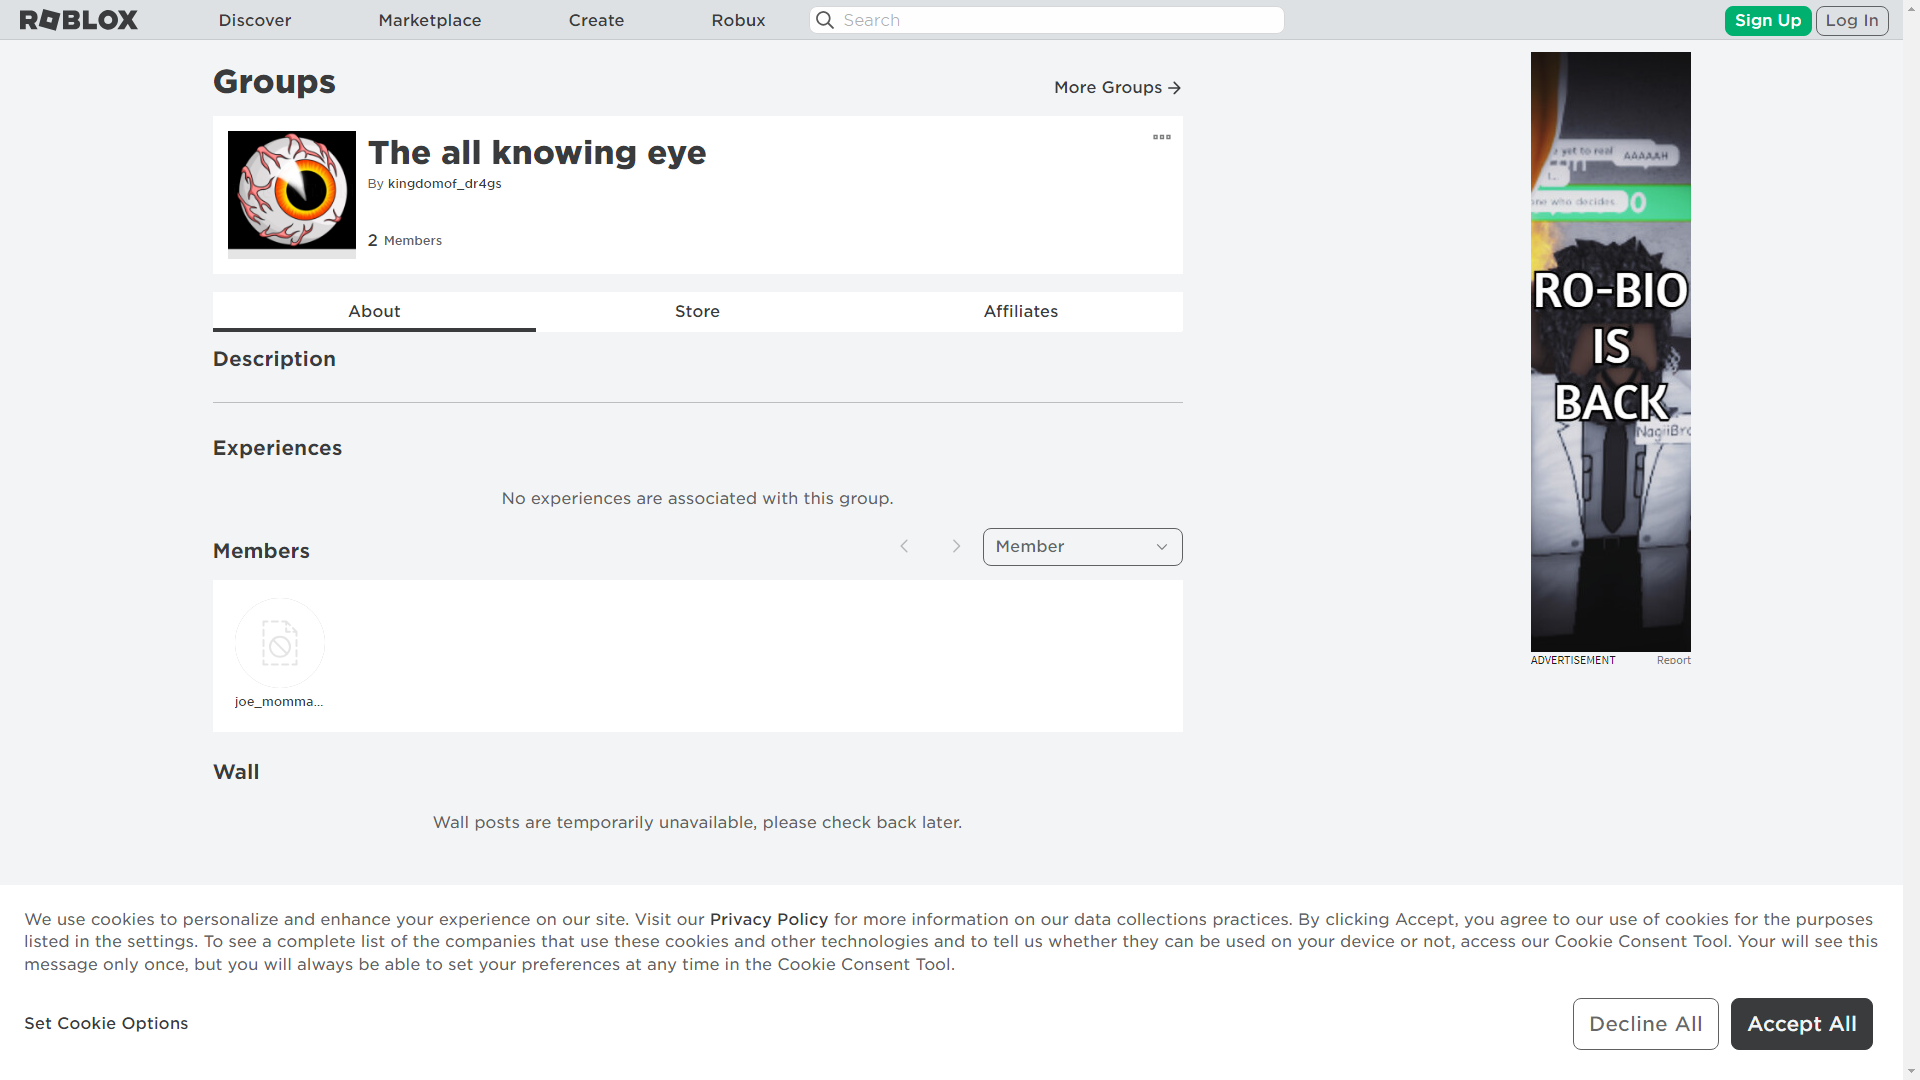 ROBLOX
Discover
Marketplace
Create
Robux
Search
Sign Up
Log In
Groups
More Groups
The all knowing eye
By kingdomof_dr4gs
2 Members
About
Store
Affiliates
Description
Experiences
No experiences are associated with this group.
Members
Member
joe_momma...
Wall
Wall posts are temporarily unavailable, please check back later.
yet to real
AAAAAH
one who decides.
RO-BIO
IS
BACK
ADVERTISEMENT
Report
We use cookies to personalize and enhance your experience on our site. Visit our Privacy Policy for more information on our data collections practices. By clicking Accept, you agree to our use of cookies for the purposes
listed in the settings. To see a complete list of the companies that use these cookies and other technologies and to tell us whether they can be used on your device or not, access our Cookie Consent Tool. Your will see this
message only once, but you will always be able to set your preferences at any time in the Cookie Consent Tool.
Set Cookie Options
Decline All
Accept All